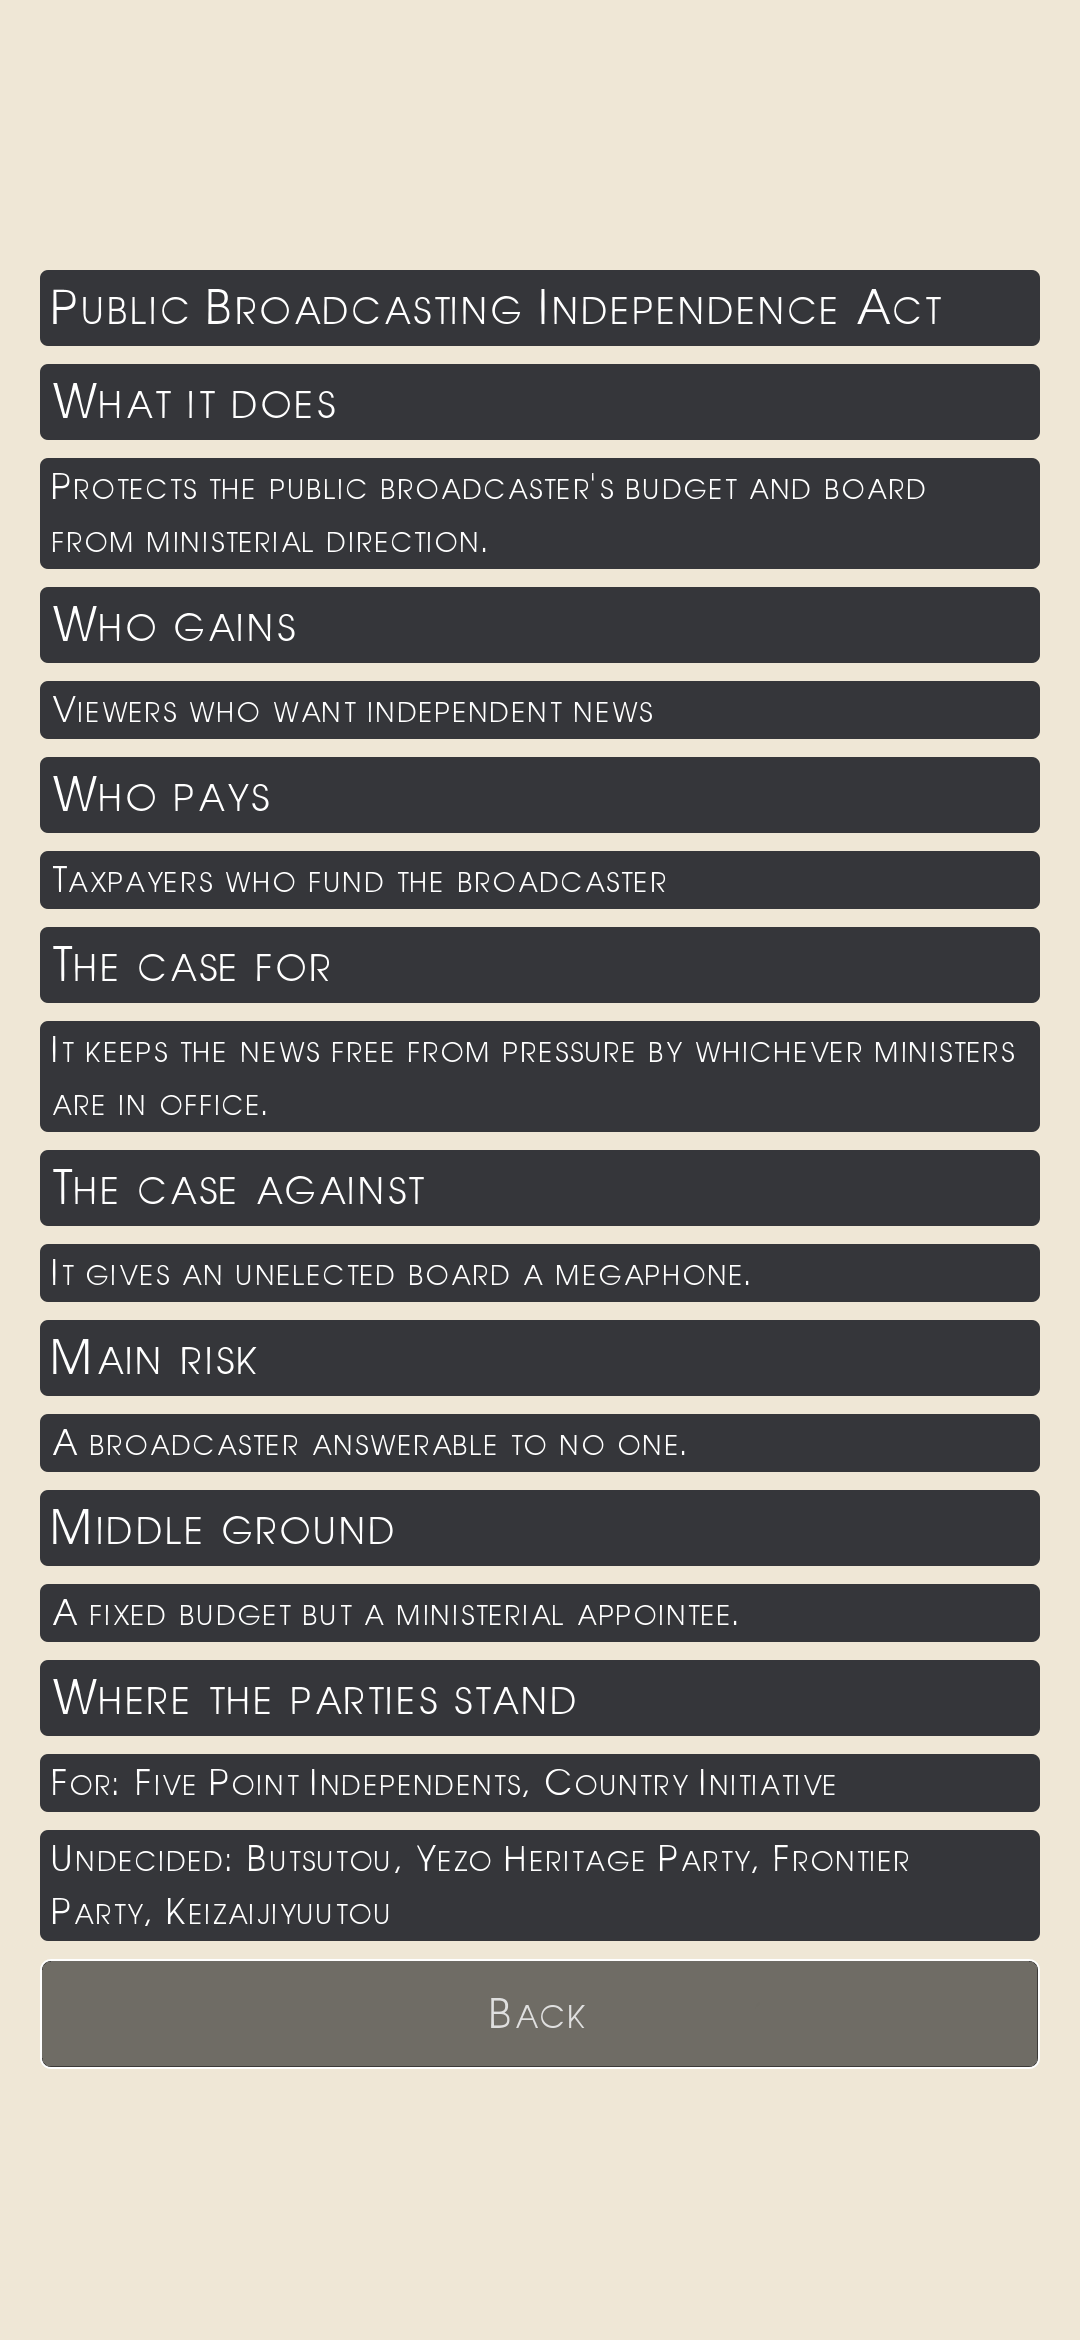 Public Broadcasting Independence Act
What it does
Protects the public broadcaster's budget and board
from ministerial direction.
Who gains
Viewers who want independent news
Who pays
Taxpayers who fund the broadcaster
The case for
It keeps the news free from pressure by whichever ministers
are in office.
The case against
It gives an unelected board a megaphone.
Main risk
A broadcaster answerable to no one.
Middle ground
A fixed budget but a ministerial appointee.
Where the parties stand
For: Five Point Independents, Country Initiative
Undecided: Butsutou, Yezo Heritage Party, Frontier
Party, Keizaijiyuutou
Back